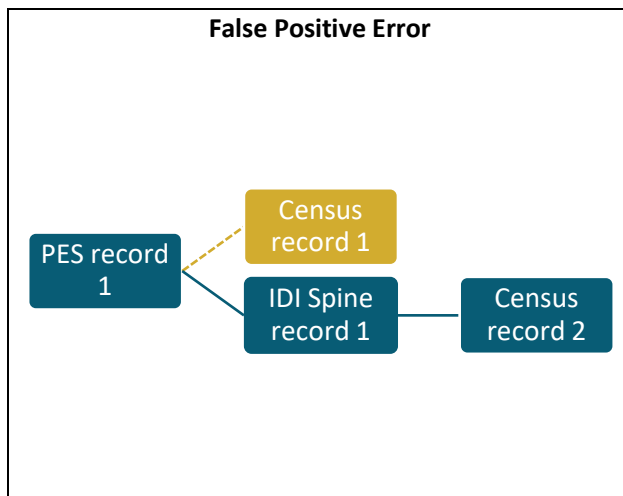 False Positive Error
Census
record 1
PES record
1
IDI Spine
record 1
Census
record 2